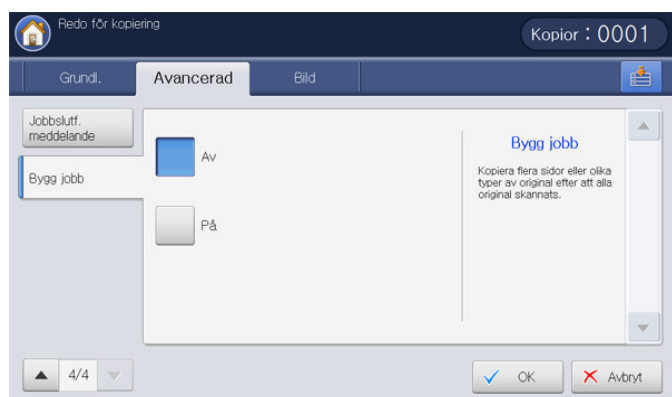 Redo för kopiering
Kopior : 0001
Grundl.
Avancerad
Bild
Jobbslutf.
meddelande
Bygg jobb
Av
På
Bygg jobb
Kopiera flera sidor eller olika
typer av original efter att alla
original skannats.
4/4
OK
Avbryt